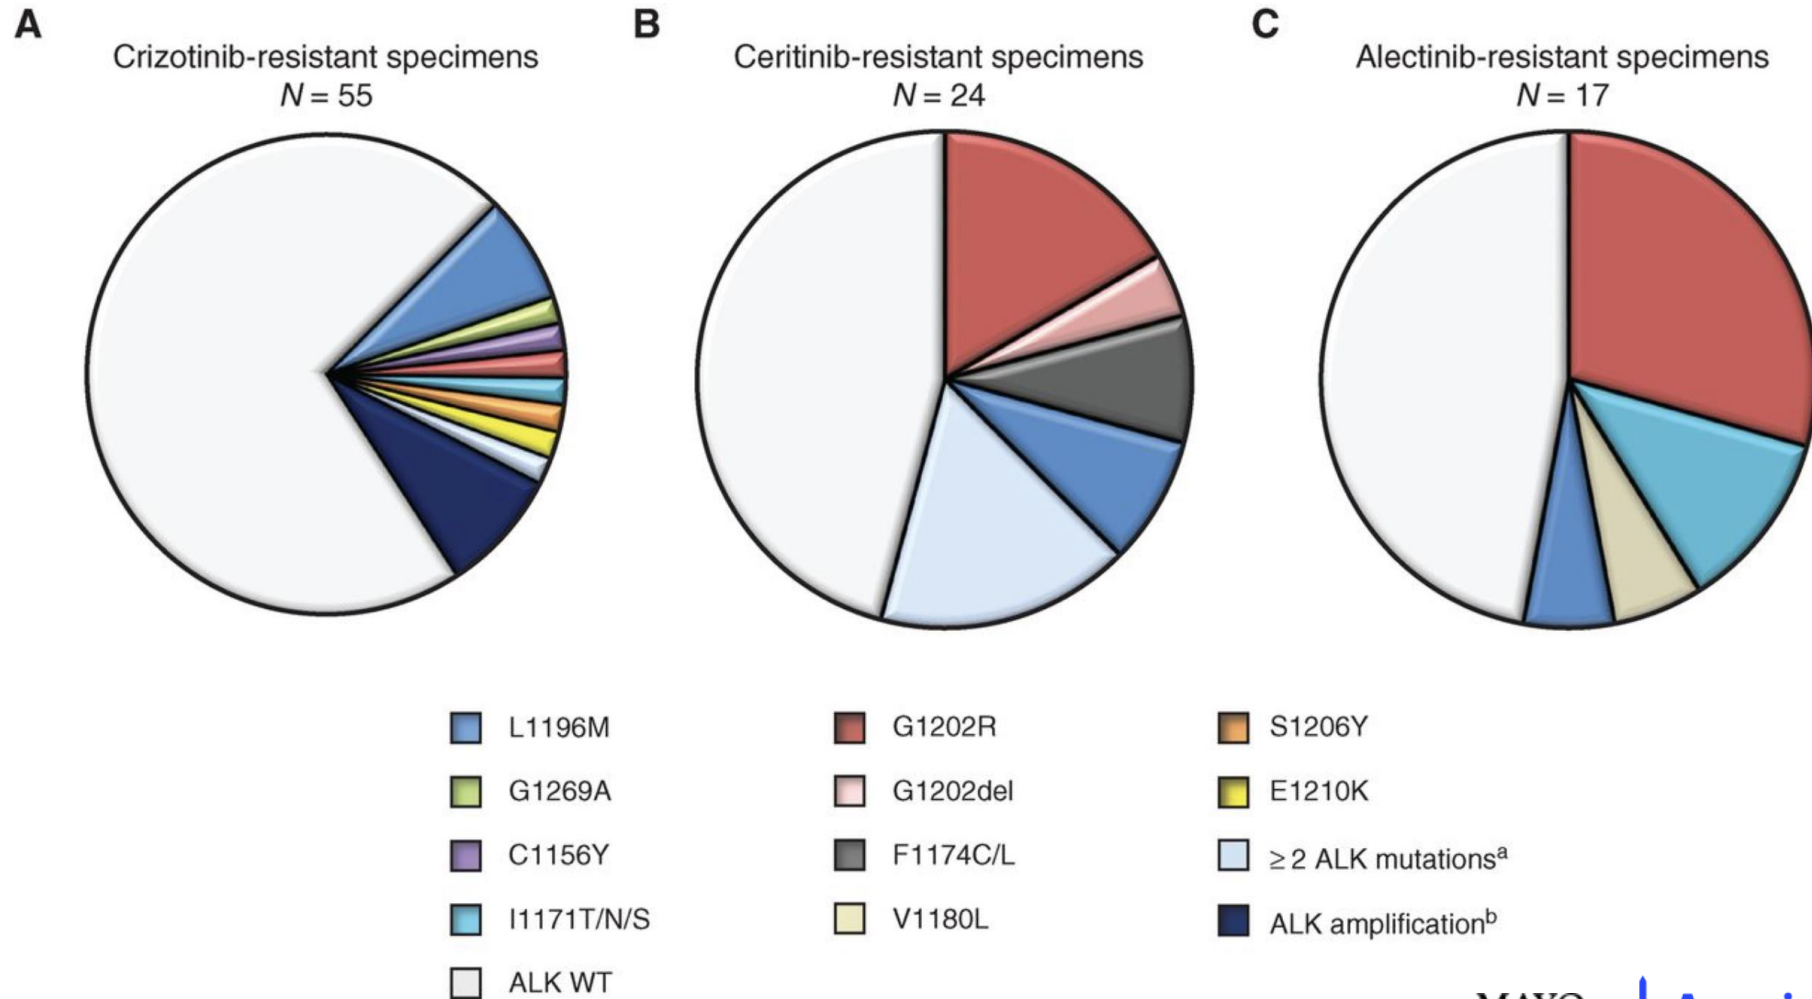 A
Crizotinib-resistant specimens
N = 55
B
Ceritinib-resistant specimens
N = 24
C
Alectinib-resistant specimens
N = 17
L1196M
G1269A
C1156Y
I1171T/N/S
ALK WT
G1202R
G1202del
F1174C/L
V1180L
S1206Y
E1210K
≥ 2 ALK mutationsᵃ
ALK amplificationᵇ
MAYO